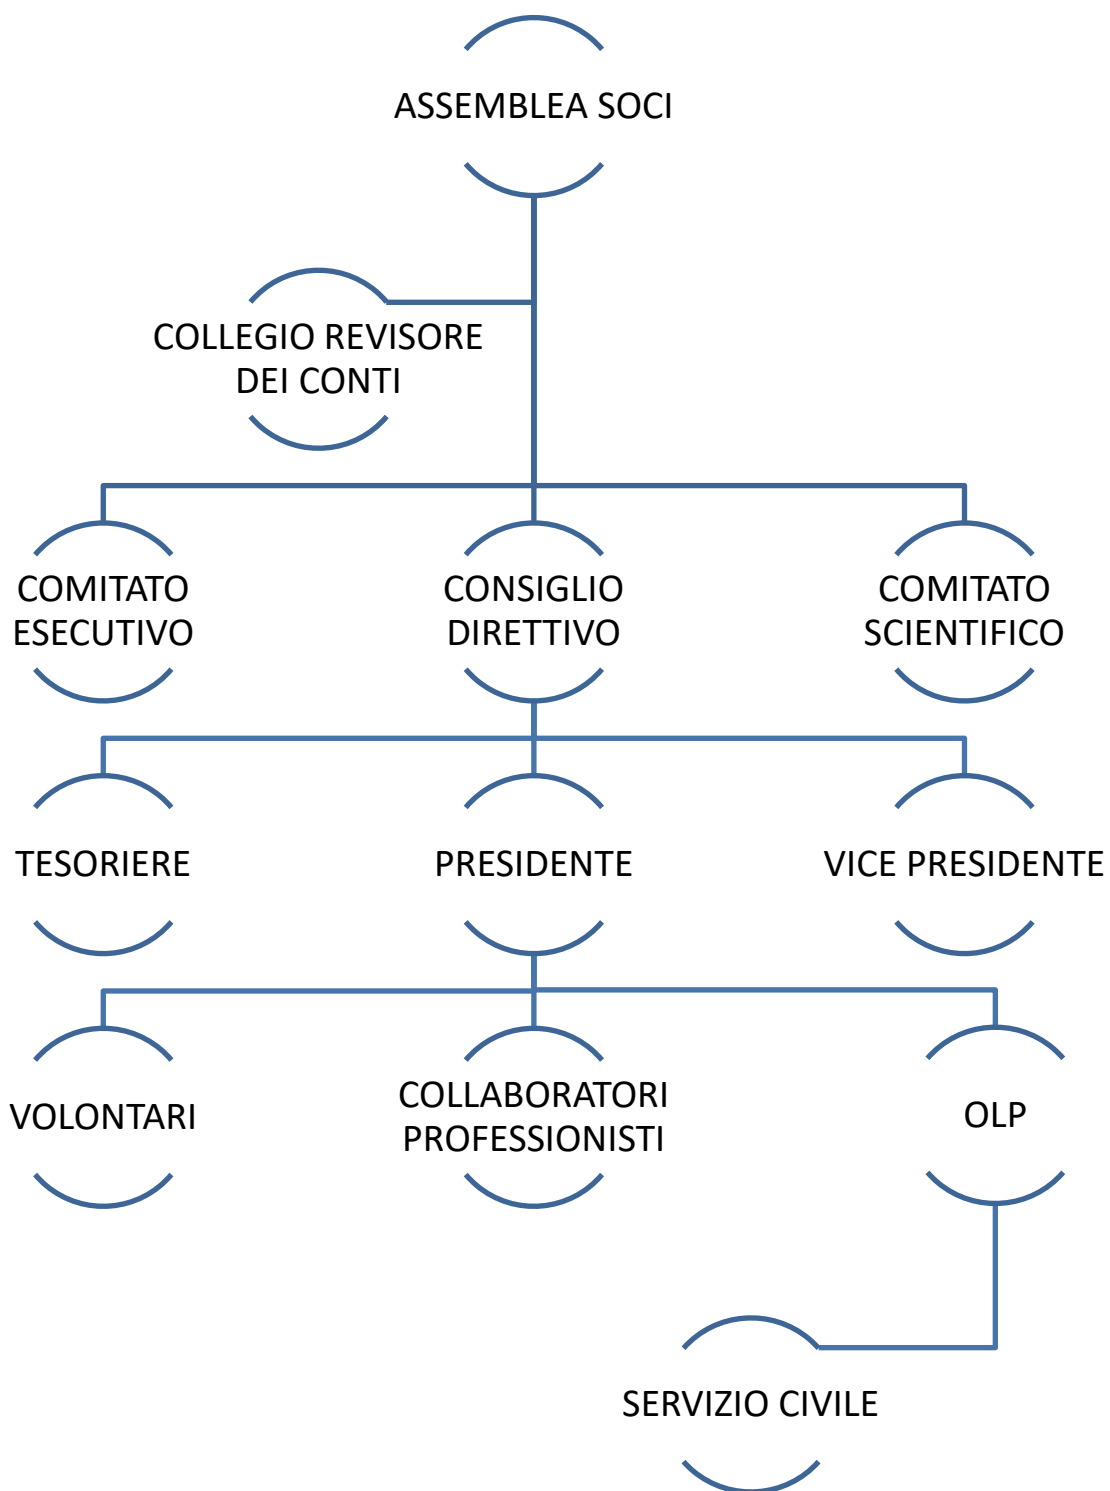 ASSEMBLEA SOCI
COLLEGIO REVISORE
DEI CONTI
COMITATO
ESECUTIVO
CONSIGLIO
DIRETTIVO
COMITATO
SCIENTIFICO
TESORIERE
PRESIDENTE
VICE PRESIDENTE
VOLONTARI
COLLABORATORI
PROFESSIONISTI
OLP
SERVIZIO CIVILE